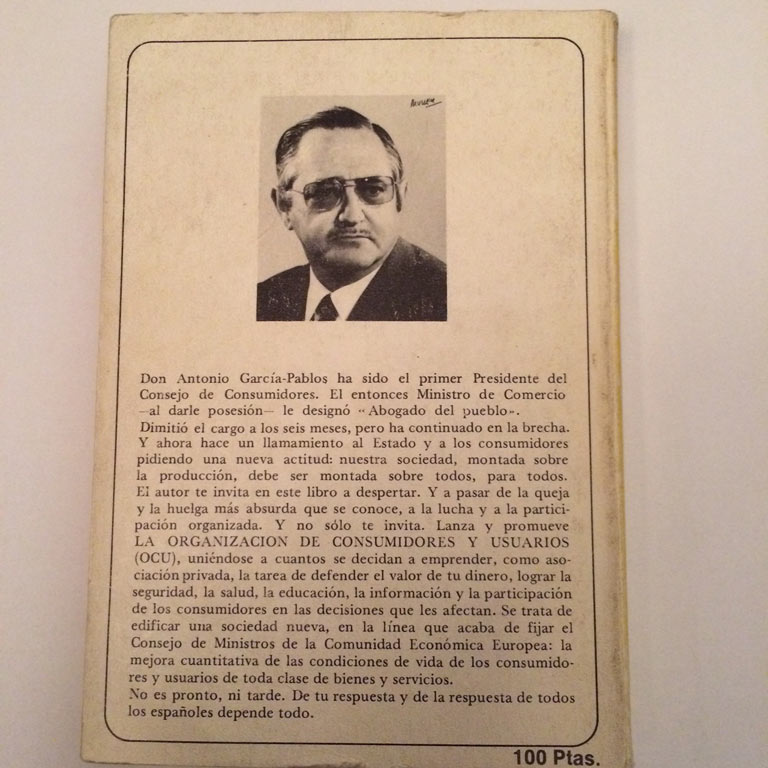 Don Antonio García-Pablos ha sido el primer Presidente del
Consejo de Consumidores. El entonces Ministro de Comercio
—al darle posesión— le designó «Abogado del pueblo».
Dimitió el cargo a los seis meses, pero ha continuado en la brecha.
Y ahora hace un llamamiento al Estado y a los consumidores
pidiendo una nueva actitud: nuestra sociedad, montada sobre
la producción, debe ser montada sobre todos, para todos.
El autor te invita en este libro a despertar. Y a pasar de la queja
y la huelga más absurda que se conoce, a la lucha y a la partici-
pación organizada. Y no sólo te invita. Lanza y promueve
LA ORGANIZACION DE CONSUMIDORES Y USUARIOS
(OCU), uniéndose a cuantos se decidan a emprender, como aso-
ciación privada, la tarea de defender el valor de tu dinero, lograr la
seguridad, la salud, la educación, la información y la participación
de los consumidores en las decisiones que les afectan. Se trata de
edificar una sociedad nueva, en la línea que acaba de fijar el
Consejo de Ministros de la Comunidad Económica Europea: la
mejora cuantitativa de las condiciones de vida de los consumido-
res y usuarios de toda clase de bienes y servicios.
No es pronto, ni tarde. De tu respuesta y de la respuesta de todos
los españoles depende todo.
100 Ptas.